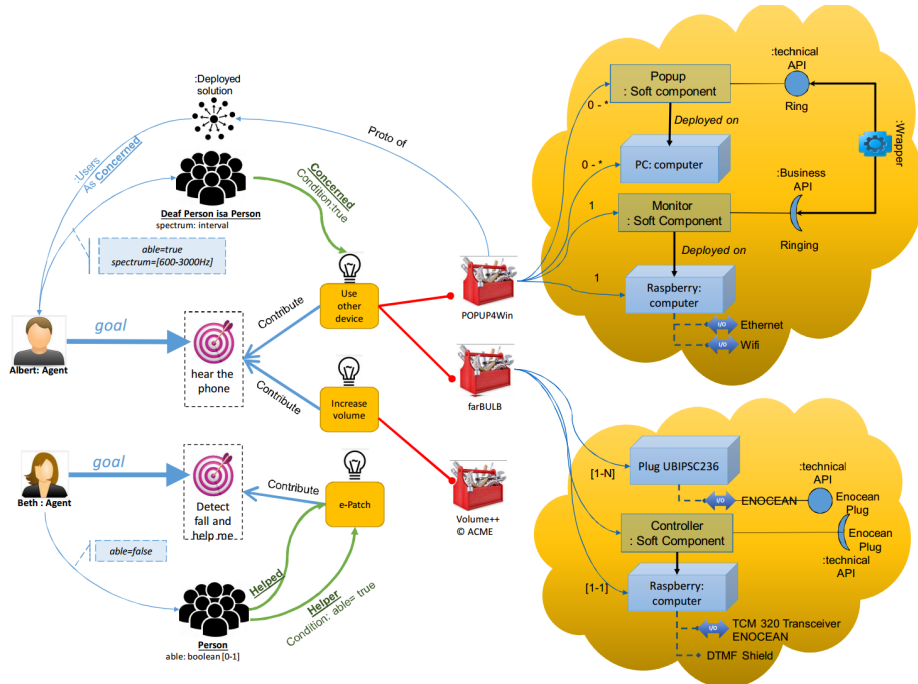 :Deployed
solution
:Users
As Concerned
Proto of
Concerned
Condition:true
Deaf Person isa Person
spectrum: interval
able=true
spectrum=[600-3000Hz]
goal
Albert: Agent
hear the
phone
Contribute
Use
other
device
Contribute
Increase
volume
POPUP4Win
farBULB
Volume++
© ACME
goal
Beth : Agent
Detect
fall and
help me
Contribute
e-Patch
able=false
Helped
Helper
Condition: able= true
Person
able: boolean [0-1]
Popup
: Soft component
:technical
API
Ring
0 - *
Deployed on
:Wrapper
0 - *
PC: computer
:Business
API
1
Monitor
: Soft Component
Ringing
Deployed on
1
Raspberry:
computer
I/O
Ethernet
I/O
Wifi
[1-N]
Plug UBIPSC236
:technical
API
I/O
ENOCEAN
Enocean
Plug
Controller
: Soft Component
Enocean
Plug
:technical
API
[1-1]
Raspberry:
computer
I/O
TCM 320 Transceiver
ENOCEAN
DTMF Shield